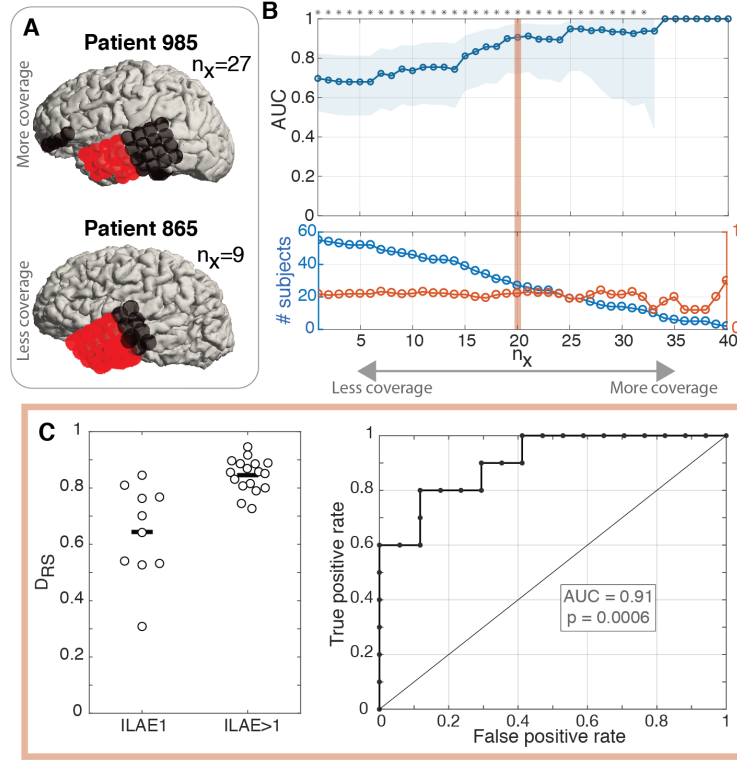 A
Patient 985
nx=27
More coverage
Patient 865
nx=9
Less coverage
B
* * * * * * * * * * * * * * * * * * * * * * * * * * * * * * * *
1
0.8
0.6
0.4
0.2
0
AUC
60
40
20
0
# subjects
1
0
5 10 15 20 25 30 35 40
nx
Less coverage
More coverage
C
1
0.8
0.6
0.4
0.2
0
DRS
ILAE1 ILAE>1
1
0.8
0.6
0.4
0.2
0
True positive rate
AUC = 0.91
p = 0.0006
0 0.2 0.4 0.6 0.8 1
False positive rate